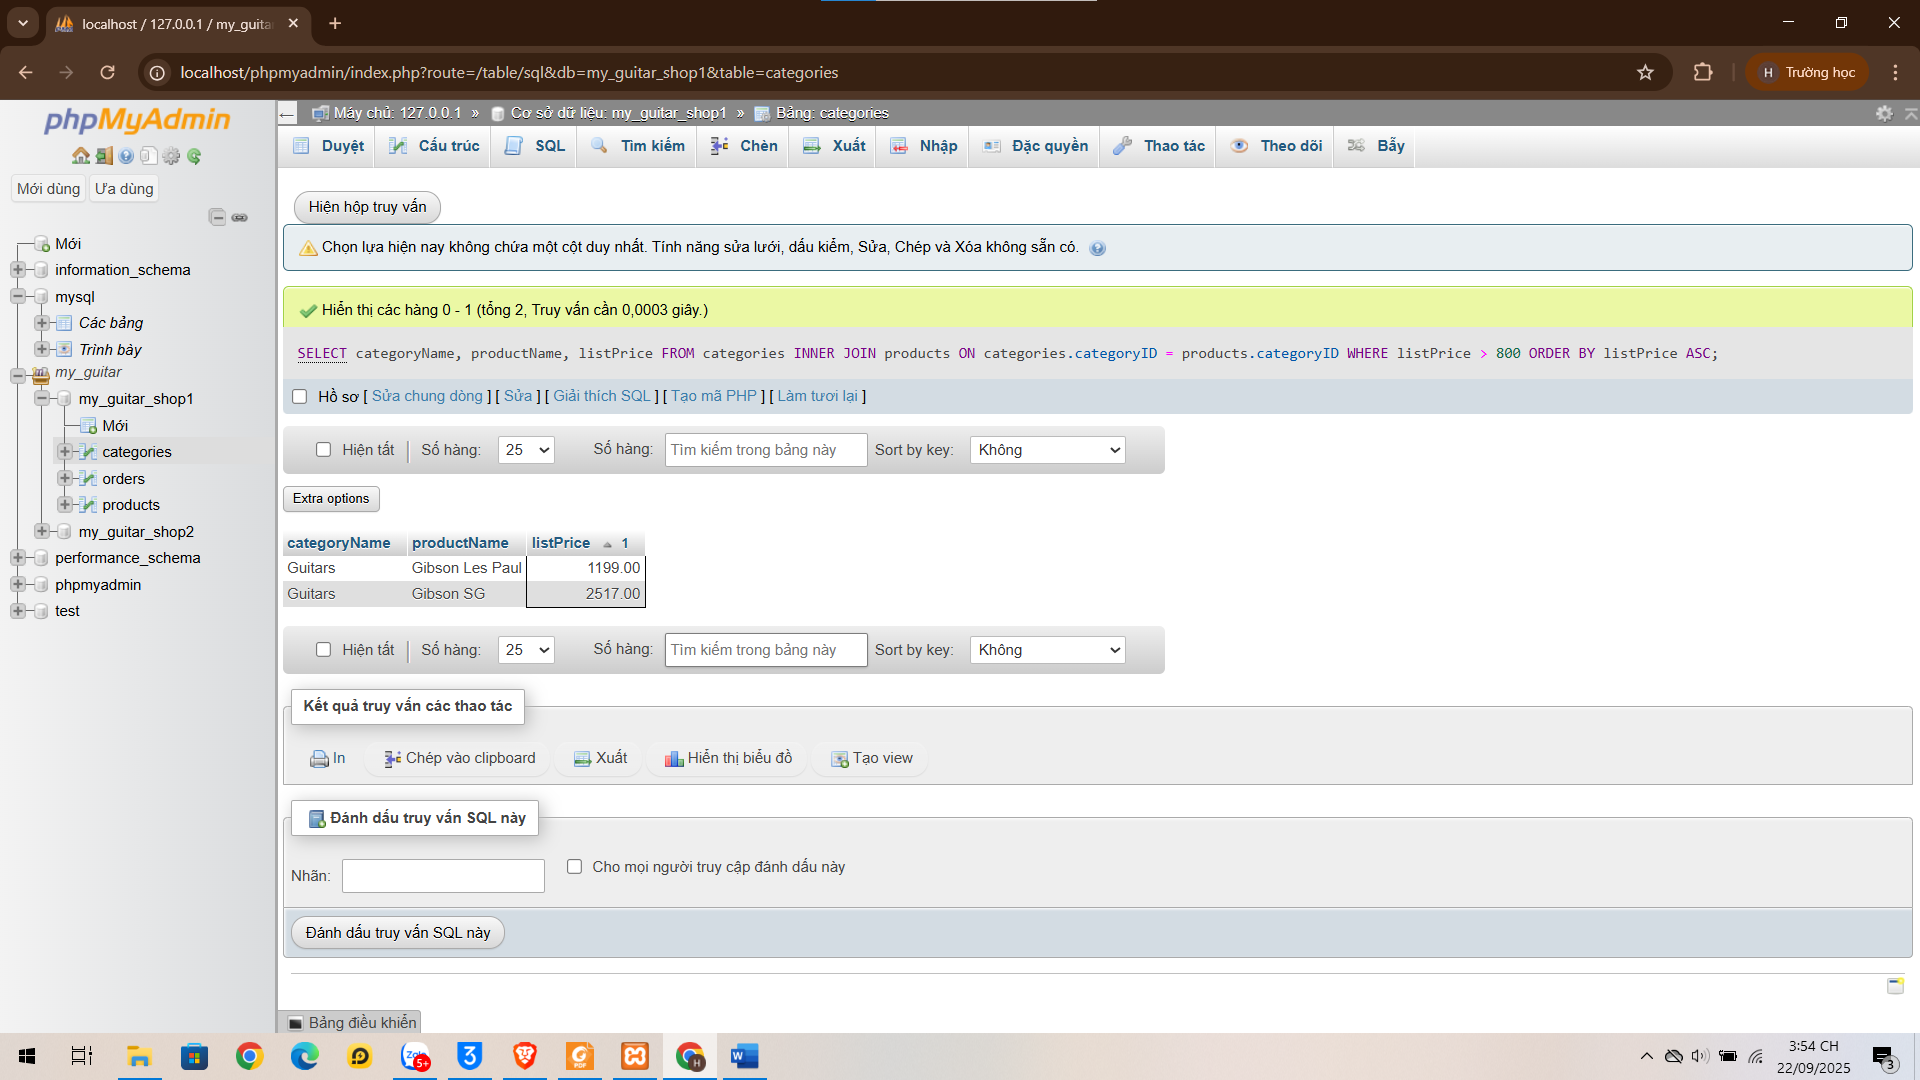 localhost / 127.0.0.1 / my_guita
localhost/phpmyadmin/index.php?route=/table/sql&db=my_guitar_shop1&table=categories
H Trường học
phpMyAdmin
Mới dùng Ưa dùng
Mới
information_schema
mysql
Các bảng
Trình bày
my_guitar
my_guitar_shop1
Mới
categories
orders
products
my_guitar_shop2
performance_schema
phpmyadmin
test
Máy chủ: 127.0.0.1 » Cơ sở dữ liệu: my_guitar_shop1 » Bảng: categories
Duyệt Cấu trúc SQL Tìm kiếm Chèn Xuất Nhập Đặc quyền Thao tác Theo dõi Bẫy
Hiện hộp truy vấn
Chọn lựa hiện nay không chứa một cột duy nhất. Tính năng sửa lưới, dấu kiểm, Sửa, Chép và Xóa không sẵn có.
Hiển thị các hàng 0 - 1 (tổng 2, Truy vấn cần 0,0003 giây.)
SELECT categoryName, productName, listPrice FROM categories INNER JOIN products ON categories.categoryID = products.categoryID WHERE listPrice > 800 ORDER BY listPrice ASC;
Hồ sơ [ Sửa chung dòng ] [ Sửa ] [ Giải thích SQL ] [ Tạo mã PHP ] [ Làm tươi lại ]
Hiện tất | Số hàng: 25 Số hàng: Tìm kiếm trong bảng này Sort by key: Không
Extra options
categoryName productName listPrice 1
Guitars Gibson Les Paul 1199.00
Guitars Gibson SG 2517.00
Hiện tất | Số hàng: 25 Số hàng: Tìm kiếm trong bảng này Sort by key: Không
Kết quả truy vấn các thao tác
In Chép vào clipboard Xuất Hiển thị biểu đồ Tạo view
Đánh dấu truy vấn SQL này
Nhãn: Cho mọi người truy cập đánh dấu này
Đánh dấu truy vấn SQL này
Bảng điều khiển
Zalo 5+
PDF
H
W
3:54 CH
22/09/2025
3